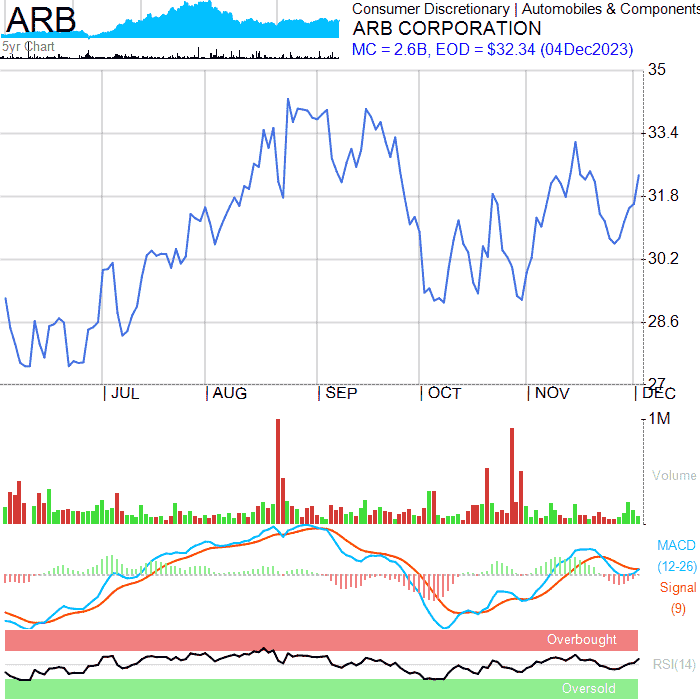 ARB
5yr Chart
Consumer Discretionary | Automobiles & Components
ARB CORPORATION
MC = 2.6B, EOD = $32.34 (04Dec2023)
35
33.4
31.8
30.2
28.6
27
JUL
AUG
SEP
OCT
NOV
DEC
1M
Volume
MACD
(12-26)
Signal
(9)
Overbought
RSI(14)
Oversold